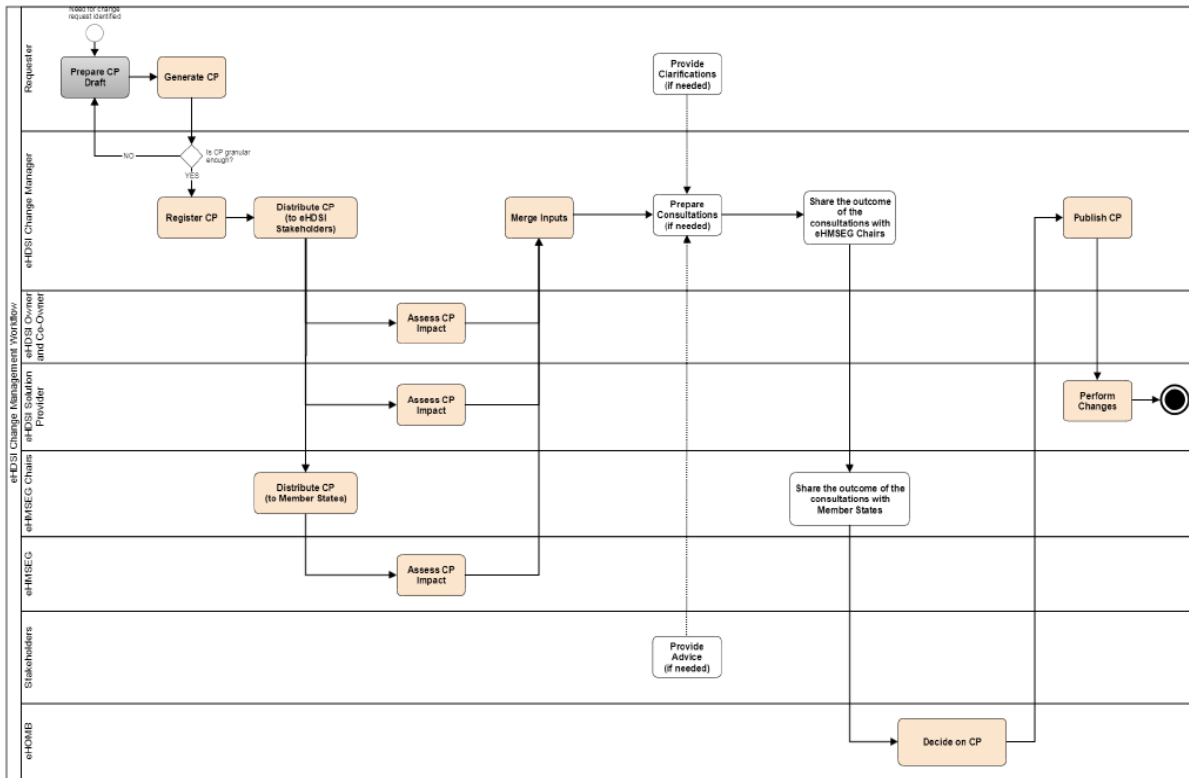 eHDSI Change Management Workflow
Requester
Need for change
request identified
Prepare CP
Draft
Generate CP
Provide
Clarifications
(if needed)
eHDSI Change Manager
NO
Is CP granular
enough?
YES
Register CP
Distribute CP
(to eHDSI
Stakeholders)
Merge Inputs
Prepare
Consultations
(if needed)
Share the outcome
of the
consultations with
eHMSEG Chairs
Publish CP
eHDSI Owner
and Co-Owner
Assess CP
Impact
eHDSI Solution
Provider
Assess CP
Impact
Perform
Changes
eHMSEG Chairs
Distribute CP
(to Member States)
Share the outcome of the
consultations with
Member States
eHMSEG
Assess CP
Impact
Stakeholders
Provide
Advice
(if needed)
eHOMB
Decide on CP